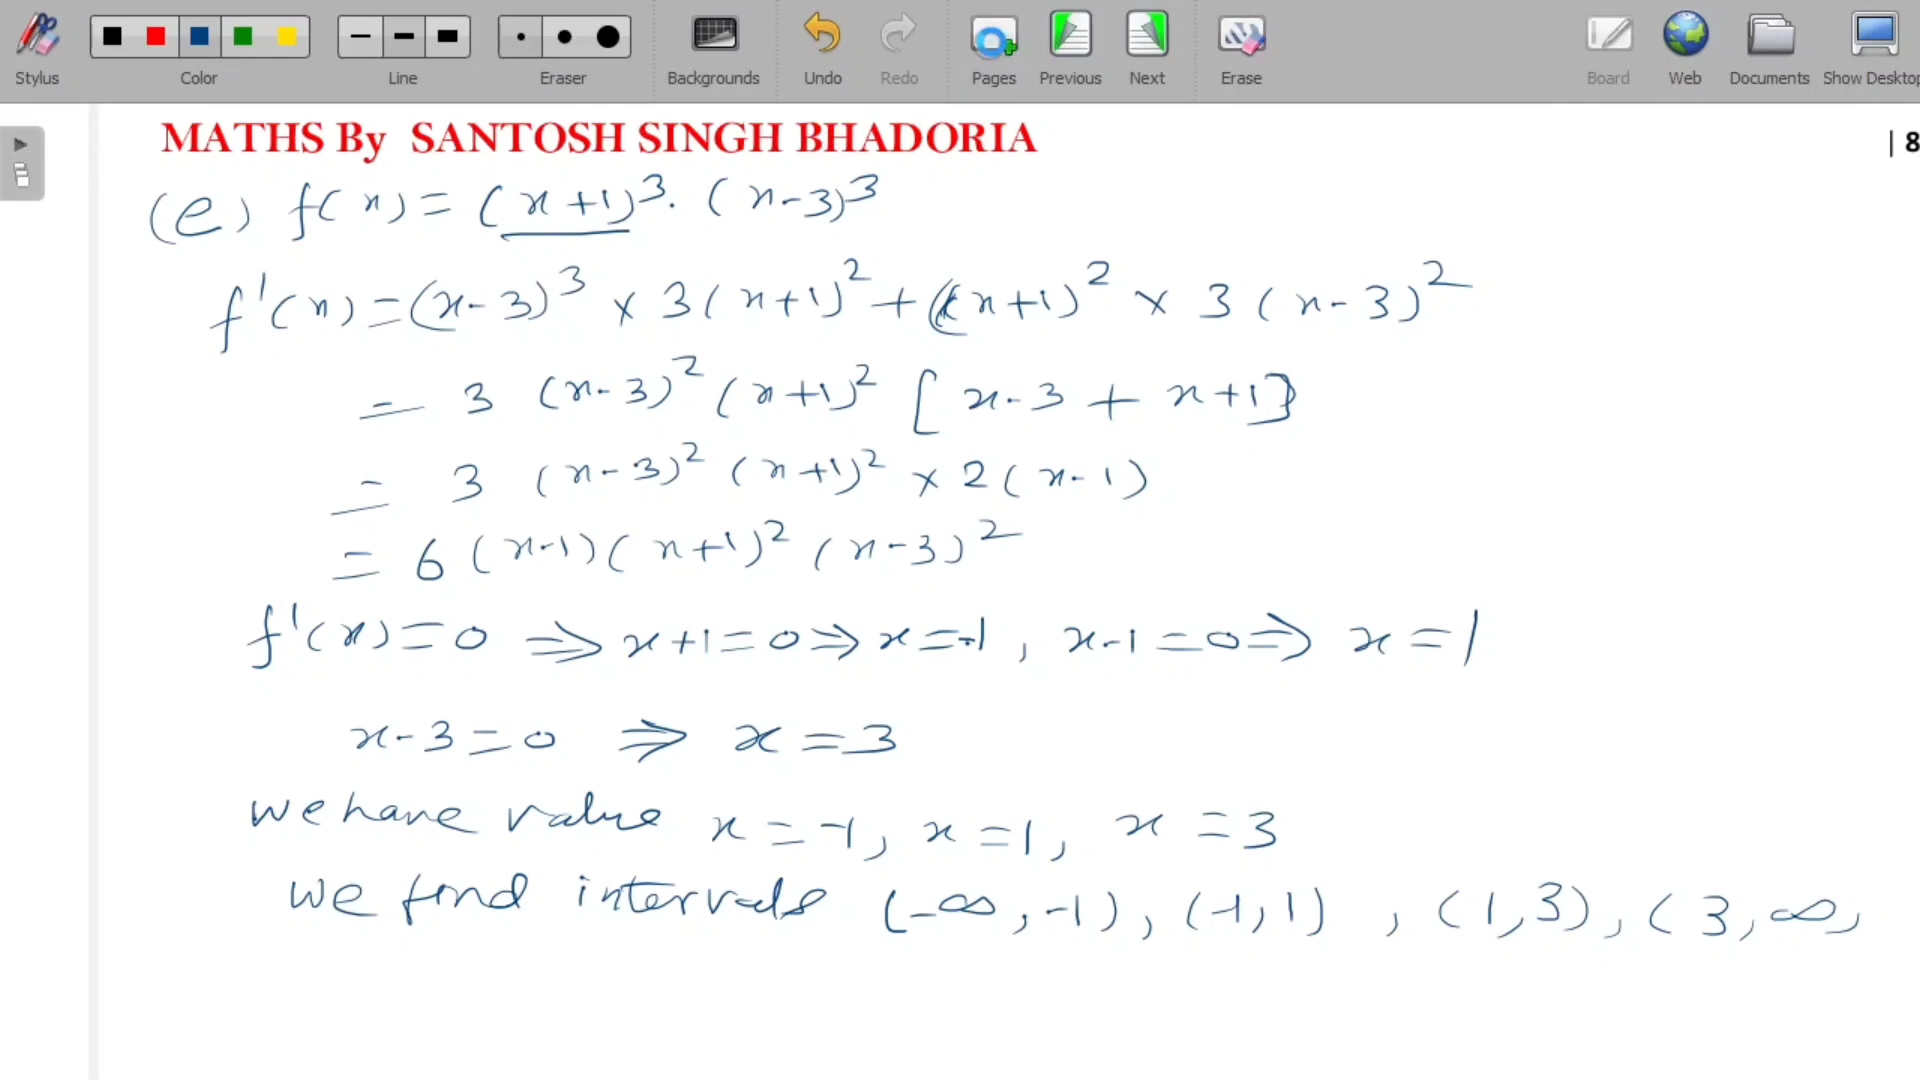 Stylus Color Line Eraser Backgrounds Undo Redo Pages Previous Next Erase Board Web Documents Show Desktop
MATHS By SANTOSH SINGH BHADORIA | 8
(e) f(x) = (x+1)³. (x-3)³
f'(x) = (x-3)³ × 3(x+1)² + (x+1)² × 3(x-3)²
= 3 (x-3)² (x+1)² [x-3 + x+1]
= 3 (x-3)² (x+1)² × 2(x-1)
= 6(x-1)(x+1)² (x-3)²
f'(x)=0 ⇒ x+1=0 ⇒ x=-1, x-1=0 ⇒ x=1
x-3=0 ⇒ x=3
we have value x=-1, x=1, x=3
we find intervals (-∞,-1), (-1,1), (1,3), (3,∞,